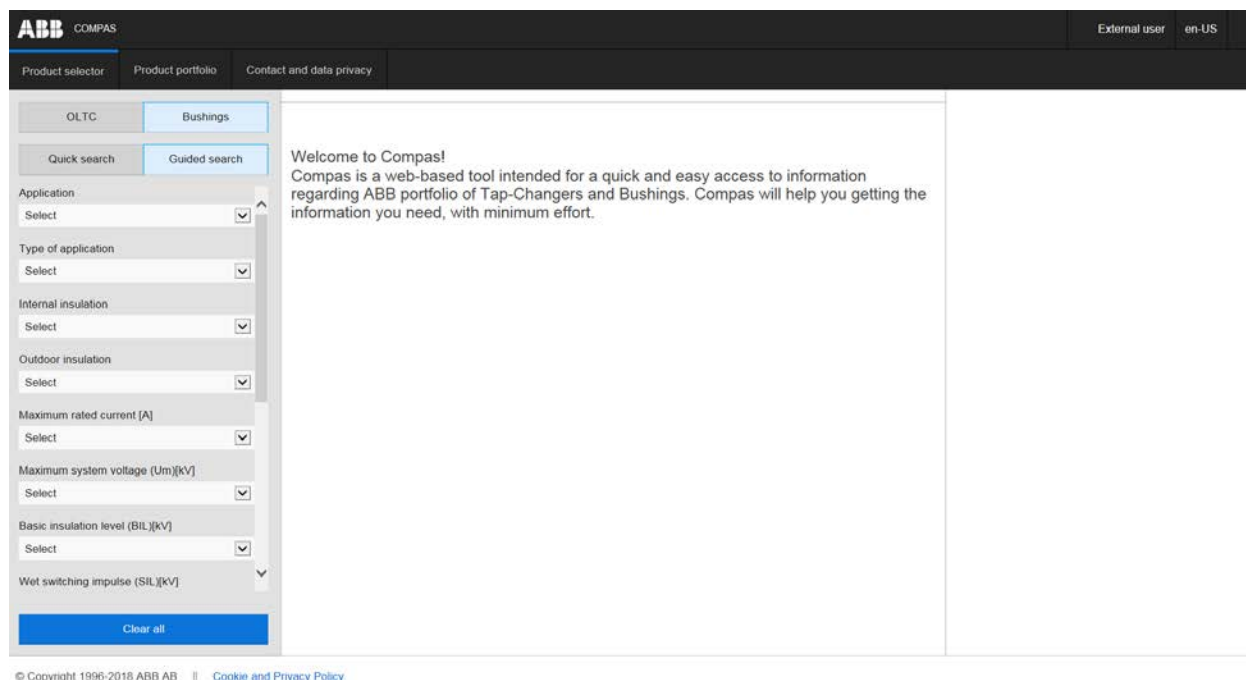 ABB COMPAS
External user en-US
Product selector Product portfolio Contact and data privacy
OLTC Bushings
Quick search Guided search
Application
Select
Type of application
Select
Internal insulation
Select
Outdoor insulation
Select
Maximum rated current [A]
Select
Maximum system voltage (Um)[kV]
Select
Basic insulation level (BIL)[kV]
Select
Wet switching impulse (SIL)[kV]
Clear all
Welcome to Compas!
Compas is a web-based tool intended for a quick and easy access to information
regarding ABB portfolio of Tap-Changers and Bushings. Compas will help you getting the
information you need, with minimum effort.
© Copyright 1996-2018 ABB AB || Cookie and Privacy Policy